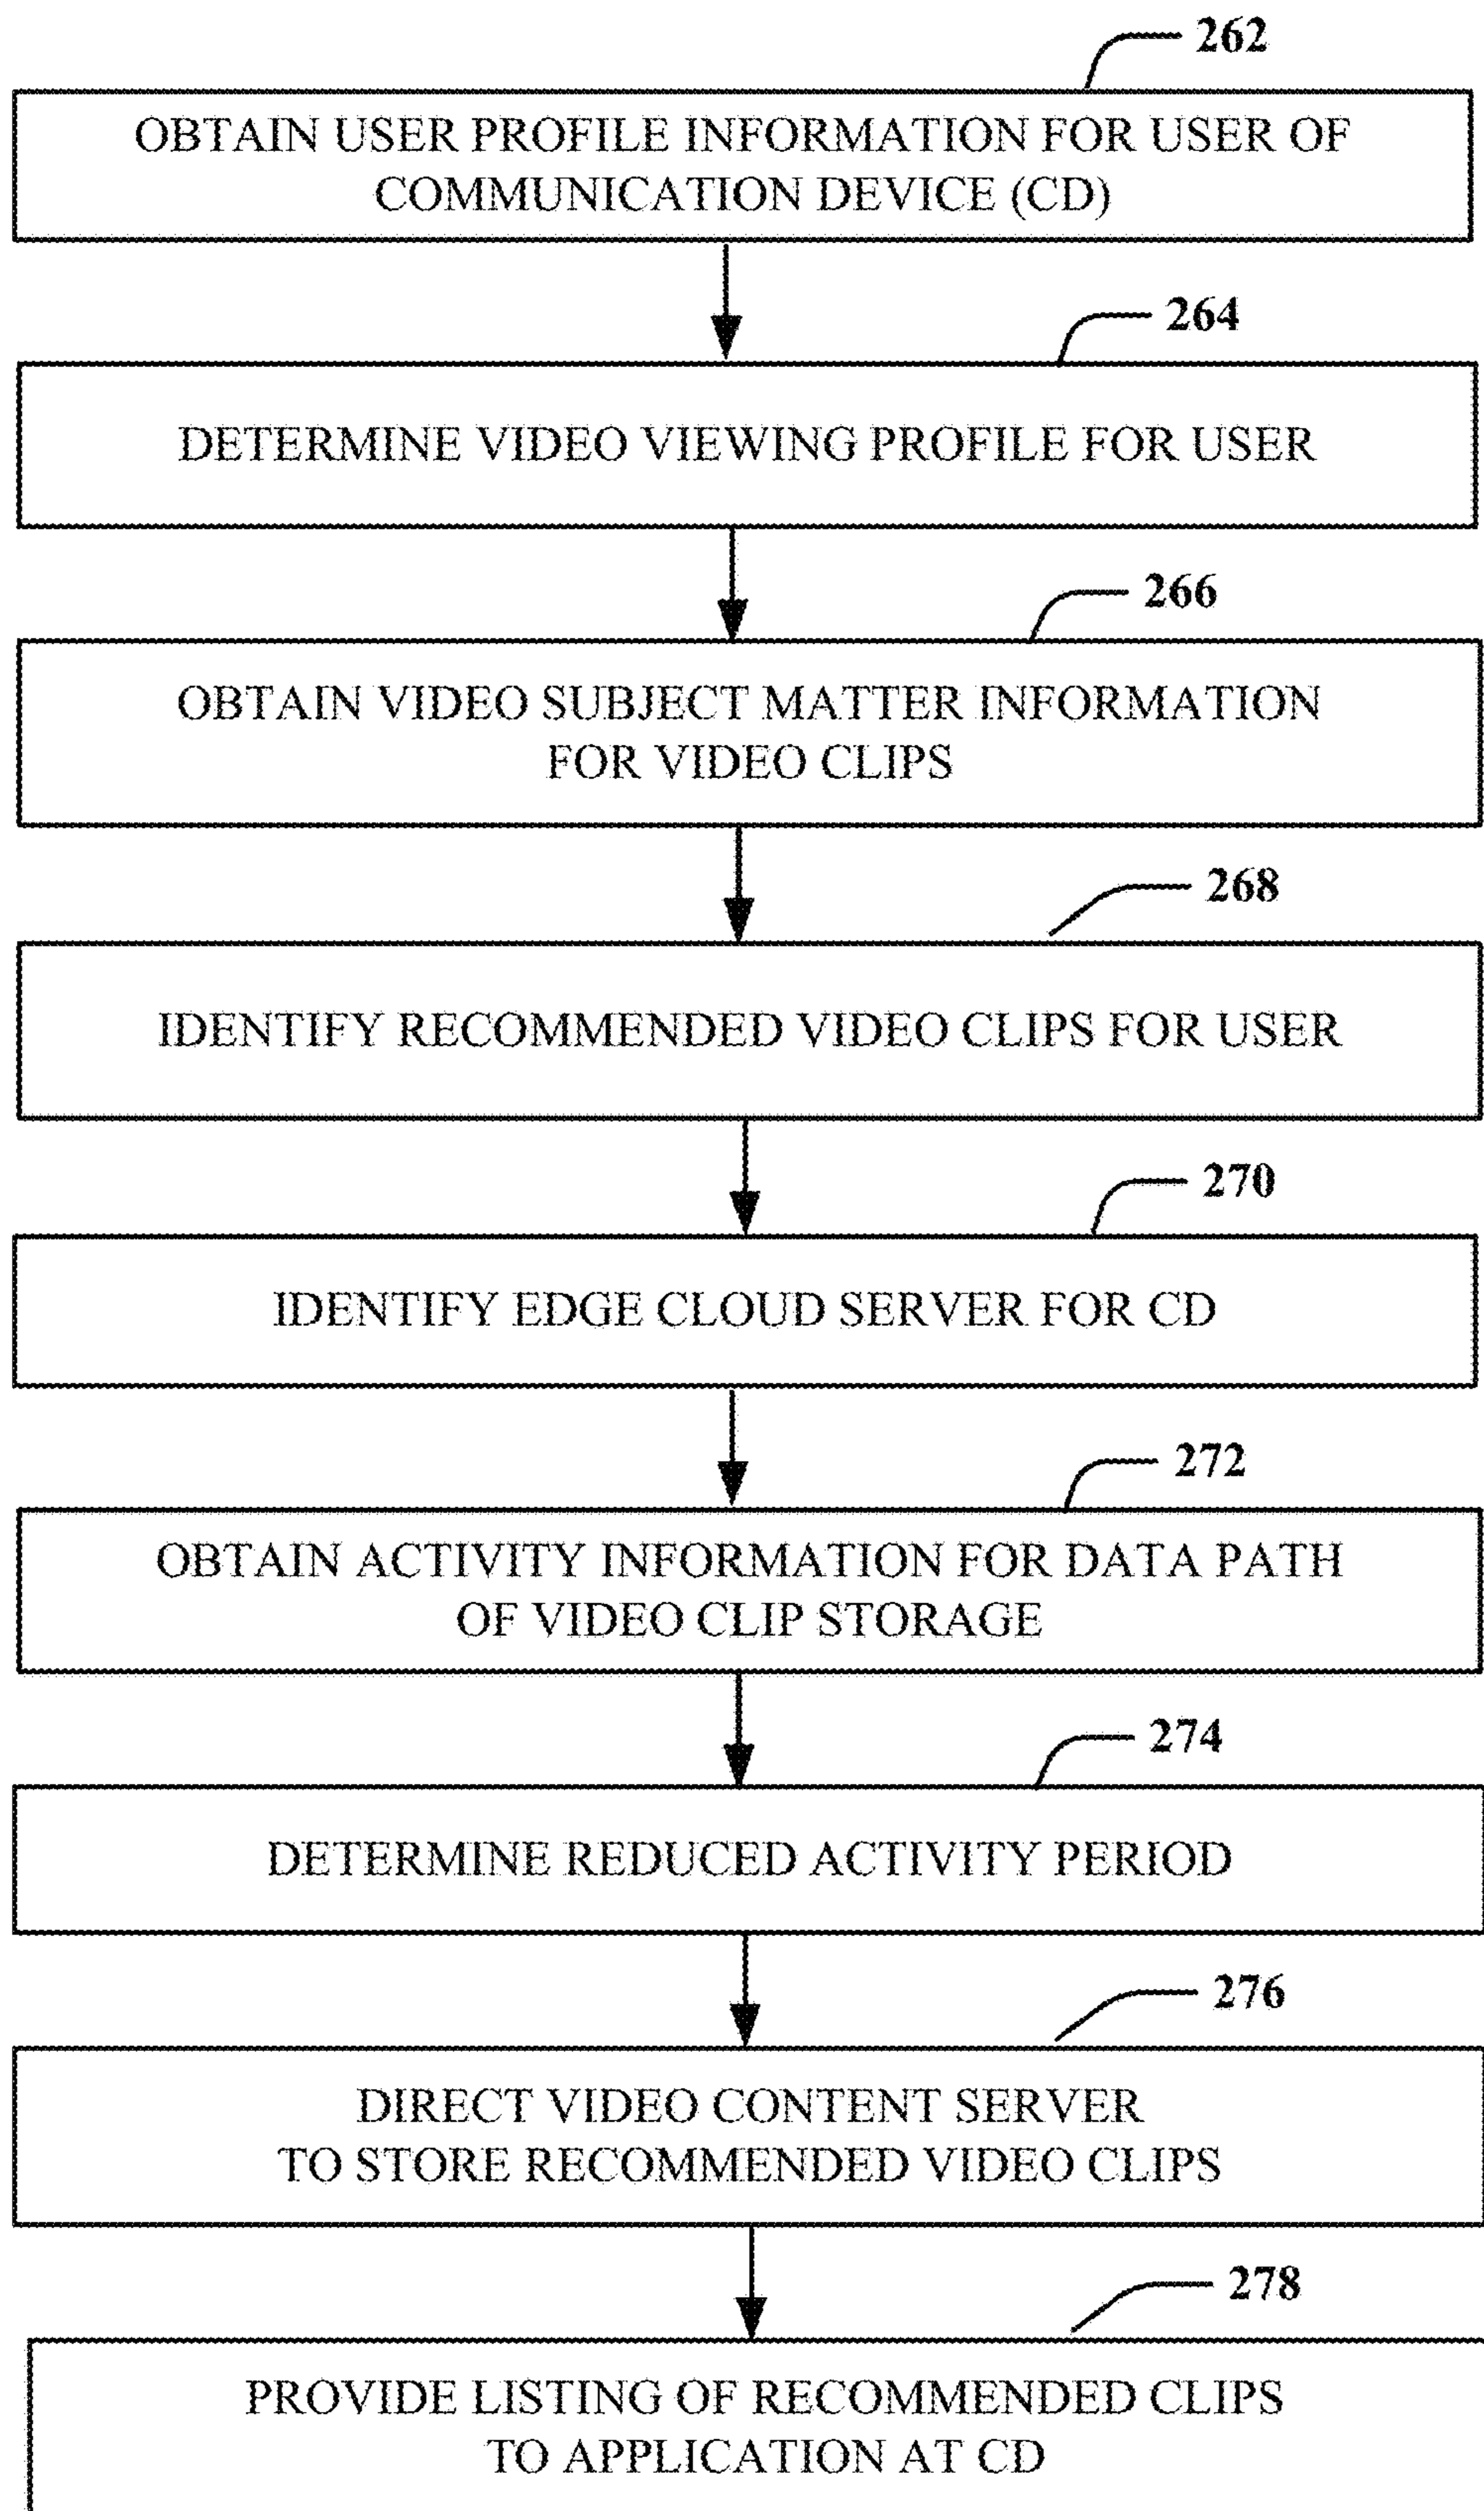 262
OBTAIN USER PROFILE INFORMATION FOR USER OF
COMMUNICATION DEVICE (CD)
264
DETERMINE VIDEO VIEWING PROFILE FOR USER
266
OBTAIN VIDEO SUBJECT MATTER INFORMATION
FOR VIDEO CLIPS
268
IDENTIFY RECOMMENDED VIDEO CLIPS FOR USER
270
IDENTIFY EDGE CLOUD SERVER FOR CD
272
OBTAIN ACTIVITY INFORMATION FOR DATA PATH
OF VIDEO CLIP STORAGE
274
DETERMINE REDUCED ACTIVITY PERIOD
276
DIRECT VIDEO CONTENT SERVER
TO STORE RECOMMENDED VIDEO CLIPS
278
PROVIDE LISTING OF RECOMMENDED CLIPS
TO APPLICATION AT CD